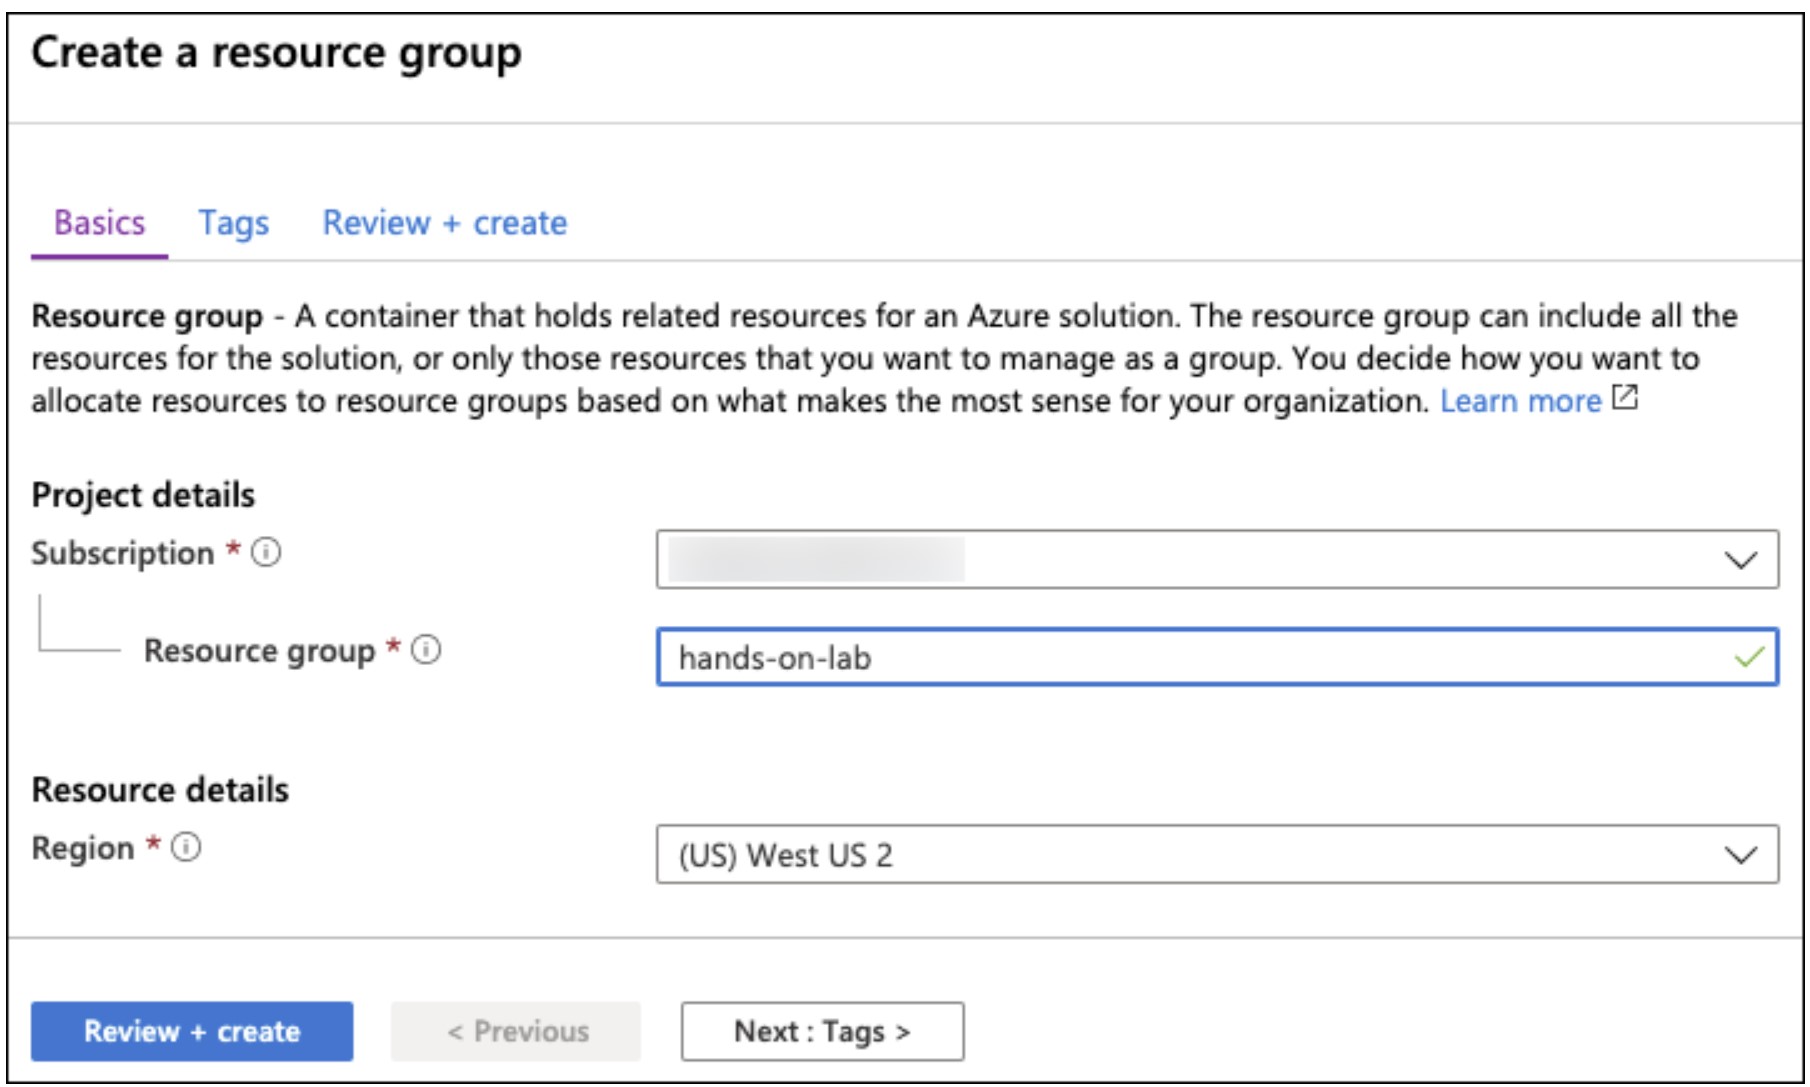 Create a resource group
Basics Tags Review + create
Resource group - A container that holds related resources for an Azure solution. The resource group can include all the
resources for the solution, or only those resources that you want to manage as a group. You decide how you want to
allocate resources to resource groups based on what makes the most sense for your organization. Learn more
Project details
Subscription *
Resource group * hands-on-lab
Resource details
Region * (US) West US 2
Review + create < Previous Next : Tags >